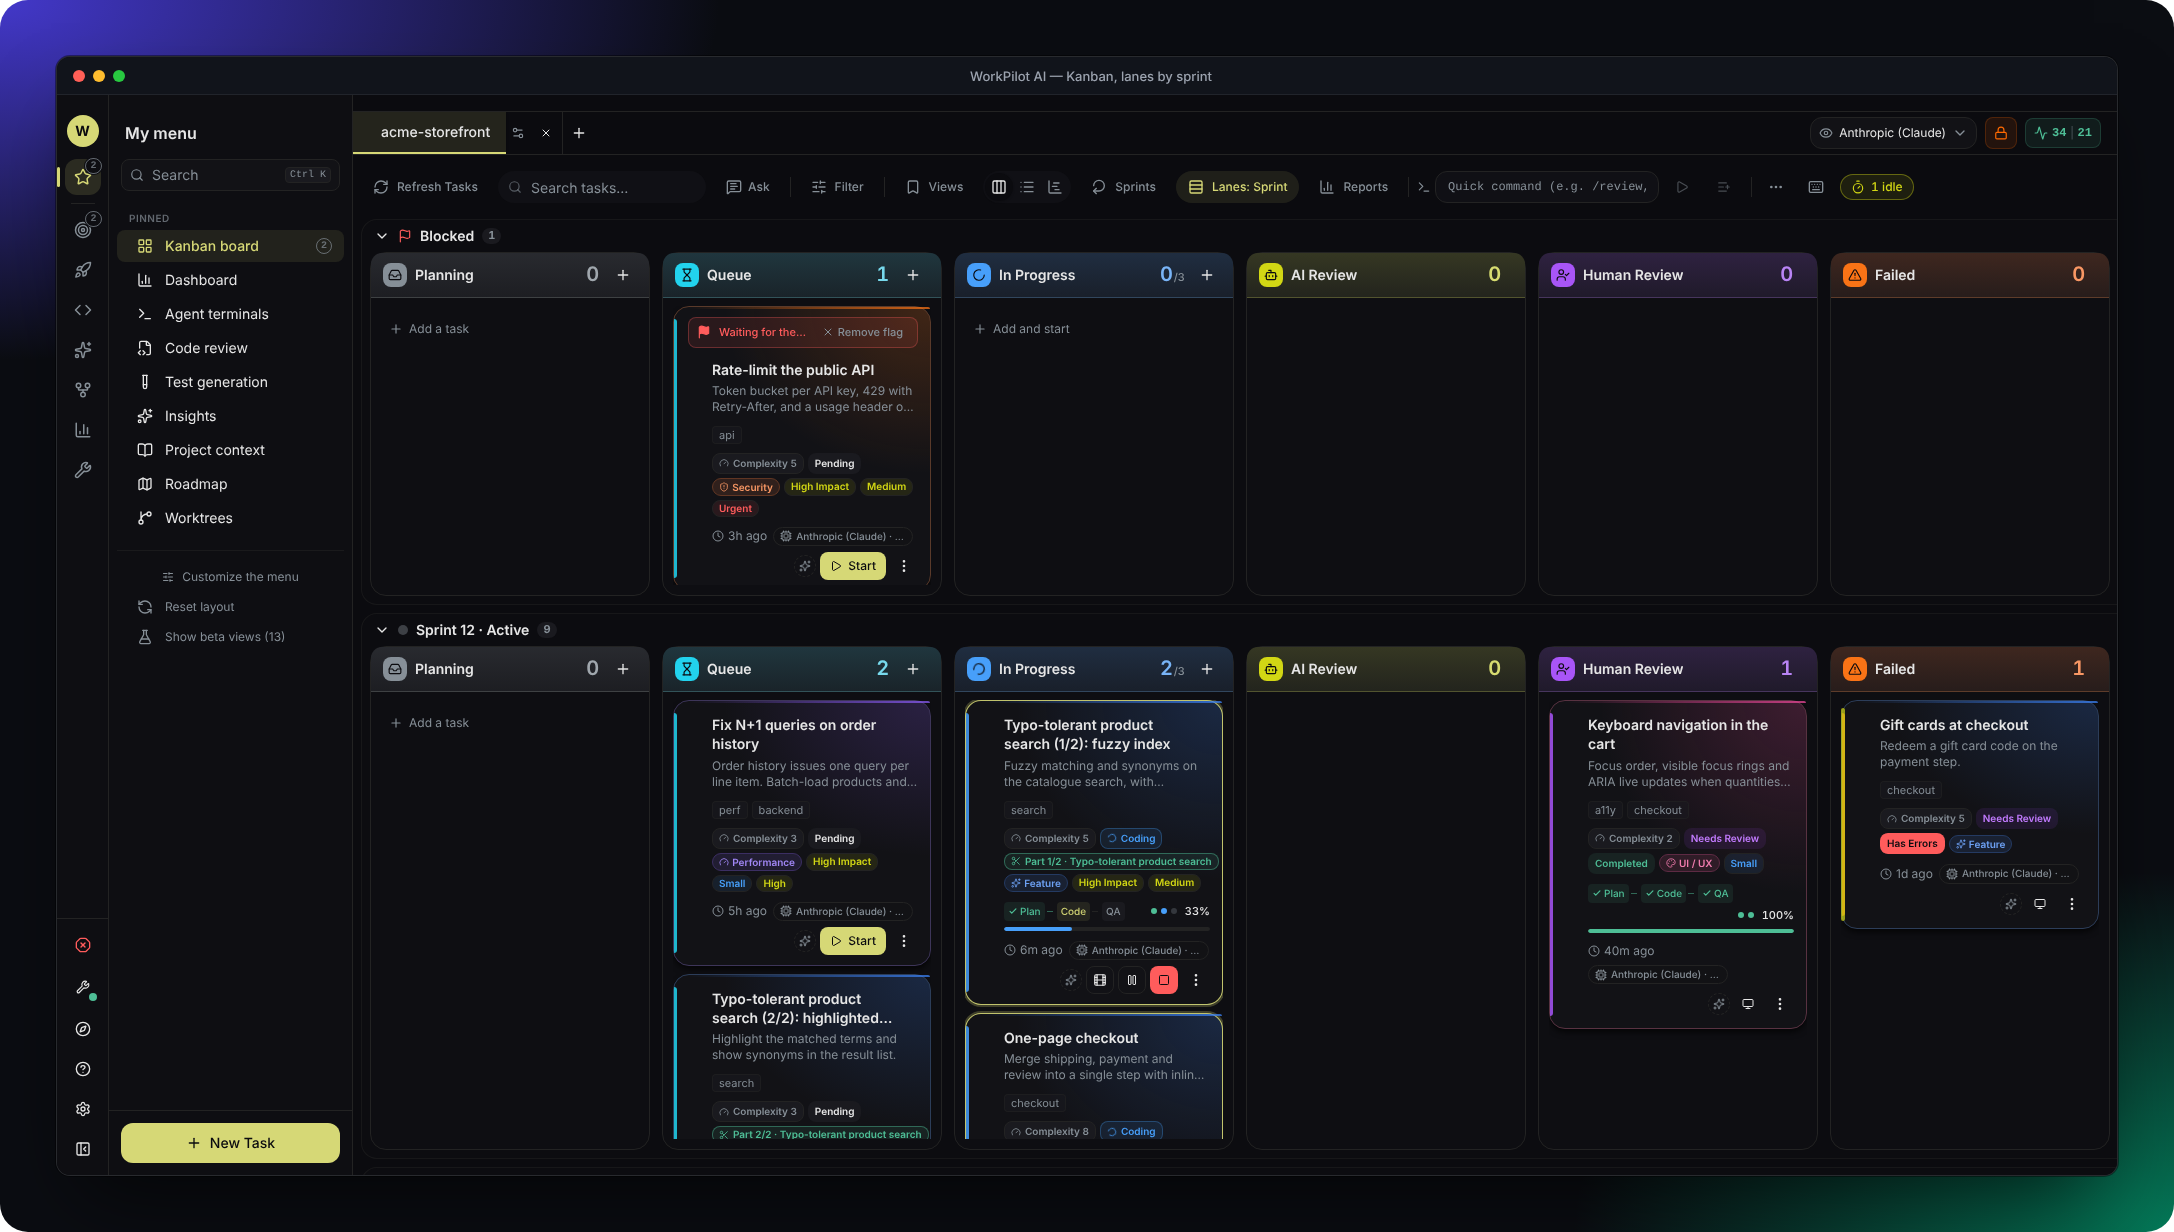 WorkPilot AI — Kanban, lanes by sprint
W
2
2
My menu
Search
Ctrl K
PINNED
Kanban board
2
Dashboard
Agent terminals
Code review
Test generation
Insights
Project context
Roadmap
Worktrees
Customize the menu
Reset layout
Show beta views (13)
New Task
acme-storefront
Anthropic (Claude)
34 | 21
Refresh Tasks
Search tasks...
Ask
Filter
Views
Sprints
Lanes: Sprint
Reports
Quick command (e.g. /review,
1 idle
Blocked 1
Planning 0
Add a task
Queue 1
Waiting for the...
Remove flag
Rate-limit the public API
Token bucket per API key, 429 with
Retry-After, and a usage header o...
api
Complexity 5
Pending
Security
High Impact
Medium
Urgent
3h ago
Anthropic (Claude) · ...
Start
In Progress 0/3
Add and start
AI Review 0
Human Review 0
Failed 0
Sprint 12 · Active 9
Planning 0
Add a task
Queue 2
Fix N+1 queries on order
history
Order history issues one query per
line item. Batch-load products and...
perf
backend
Complexity 3
Pending
Performance
High Impact
Small
High
5h ago
Anthropic (Claude) · ...
Start
Typo-tolerant product
search (2/2): highlighted...
Highlight the matched terms and
show synonyms in the result list.
search
Complexity 3
Pending
Part 2/2 · Typo-tolerant product search
In Progress 2/3
Typo-tolerant product
search (1/2): fuzzy index
Fuzzy matching and synonyms on
the catalogue search, with...
search
Complexity 5
Coding
Part 1/2 · Typo-tolerant product search
Feature
High Impact
Medium
Plan
Code
QA
33%
6m ago
Anthropic (Claude) · ...
One-page checkout
Merge shipping, payment and
review into a single step with inlin...
checkout
Complexity 8
Coding
AI Review 0
Human Review 1
Keyboard navigation in the
cart
Focus order, visible focus rings and
ARIA live updates when quantities...
a11y
checkout
Complexity 2
Needs Review
Completed
UI / UX
Small
Plan
Code
QA
100%
40m ago
Anthropic (Claude) · ...
Failed 1
Gift cards at checkout
Redeem a gift card code on the
payment step.
checkout
Complexity 5
Needs Review
Has Errors
Feature
1d ago
Anthropic (Claude) · ...